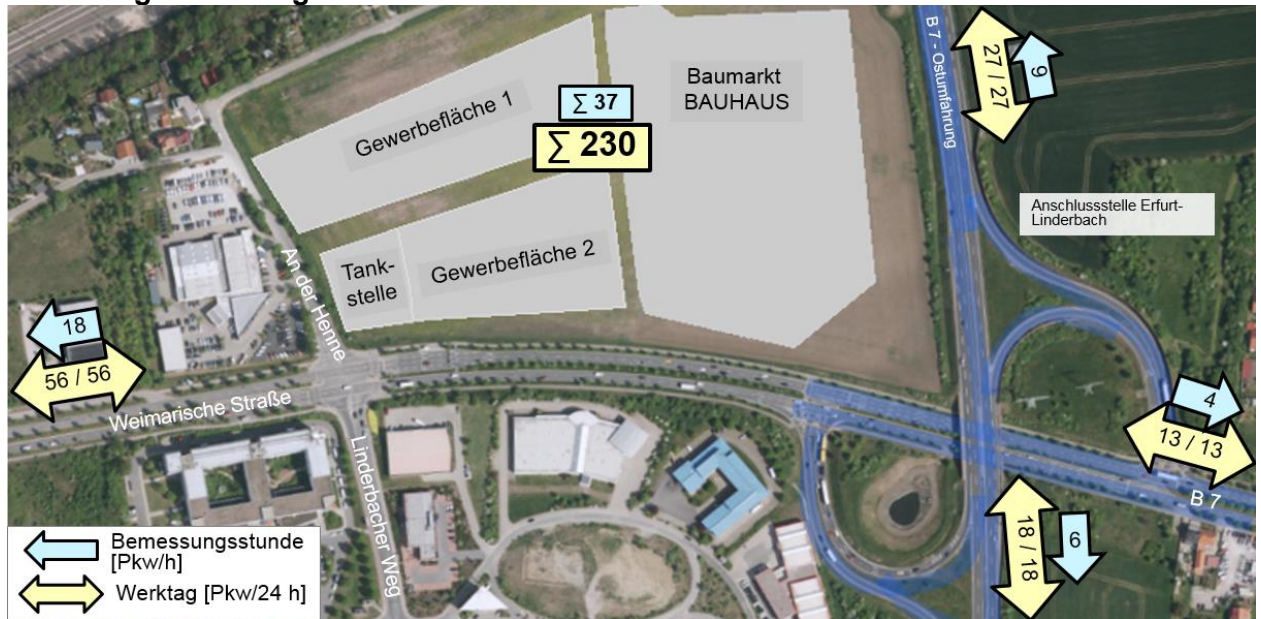 B 7 - Ostumfahrung
27 / 27
9
Baumarkt
BAUHAUS
Gewerbefläche 1
∑ 37
∑ 230
Anschlussstelle Erfurt-
Linderbach
Tank-
stelle
Gewerbefläche 2
An der Henne
18
56 / 56
Weimarische Straße
4
13 / 13
B 7
Linderbacher Weg
18 / 18
6
Bemessungsstunde
[Pkw/h]
Werktag [Pkw/24 h]